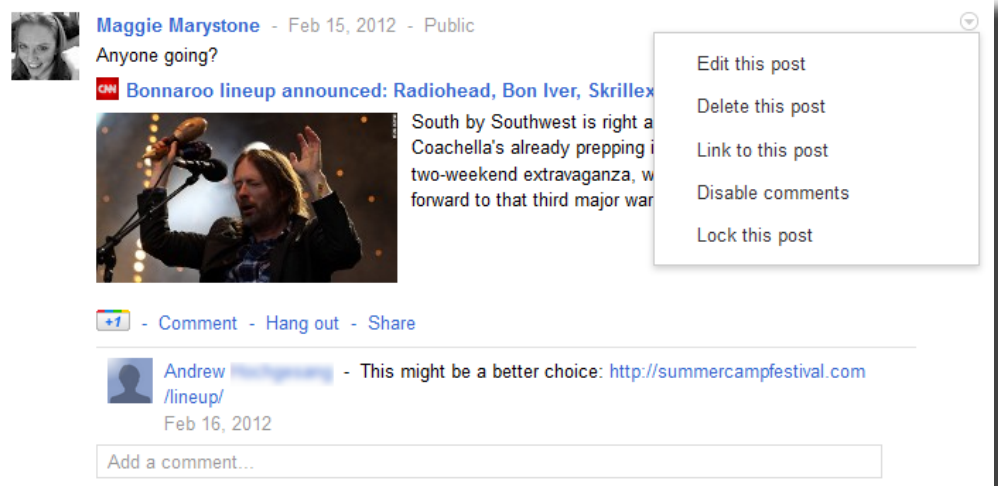 Maggie Marystone - Feb 15, 2012 - Public
Anyone going?
CNN Bonnaroo lineup announced: Radiohead, Bon Iver, Skrillex
South by Southwest is right a
Coachella's already prepping i
two-weekend extravaganza, w
forward to that third major war
Edit this post
Delete this post
Link to this post
Disable comments
Lock this post
+1 - Comment - Hang out - Share
Andrew - This might be a better choice: http://summercampfestival.com
/lineup/
Feb 16, 2012
Add a comment...